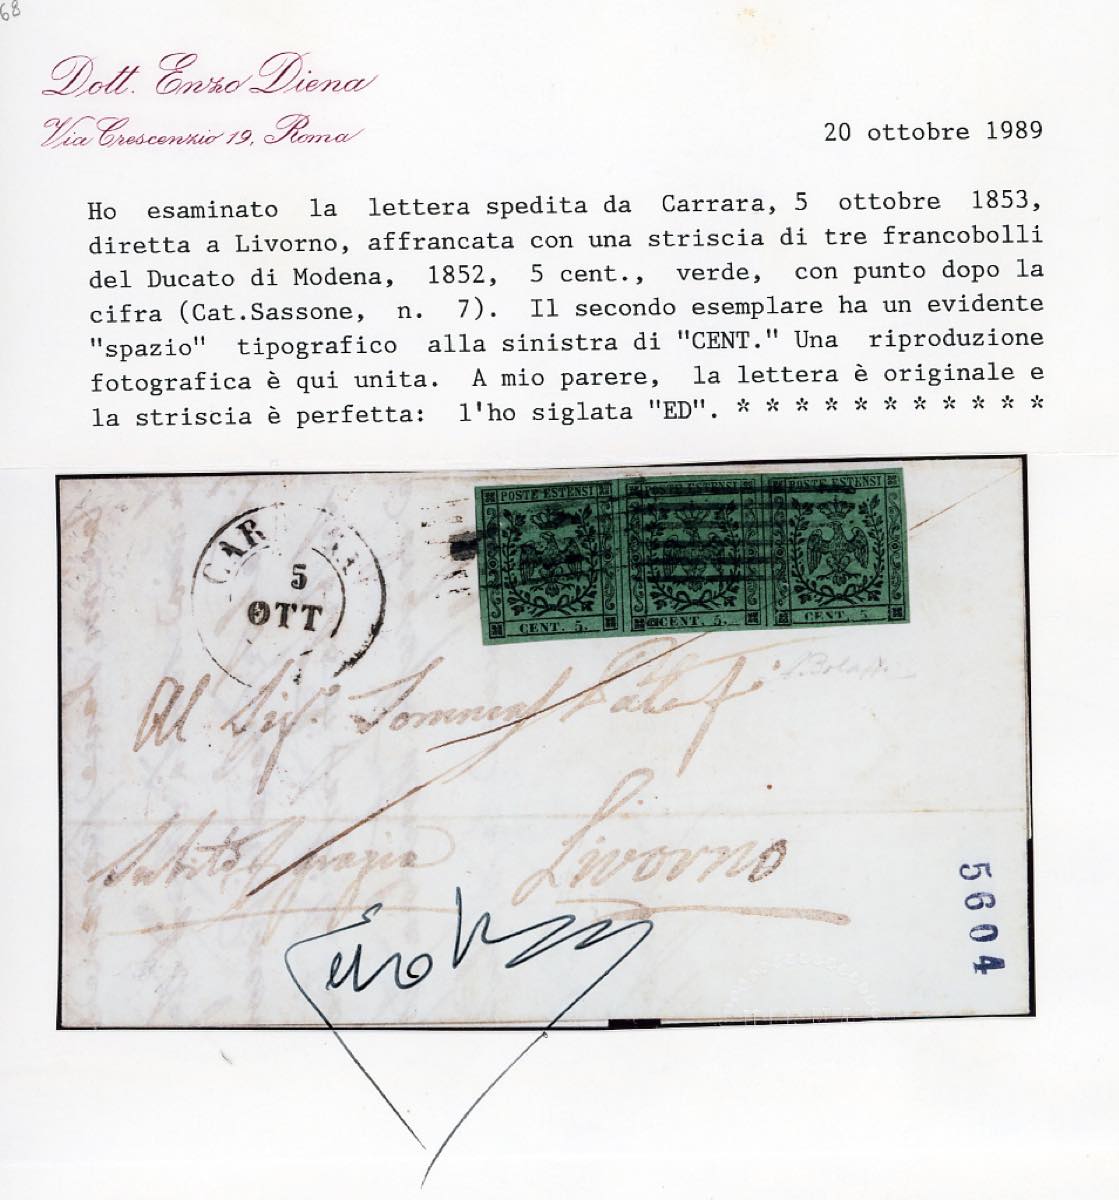 68
Dott. Enzo Diena
Via Crescenzio 19, Roma
20 ottobre 1989
Ho esaminato la lettera spedita da Carrara, 5 ottobre 1853,
diretta a Livorno, affrancata con una striscia di tre francobolli
del Ducato di Modena, 1852, 5 cent., verde, con punto dopo la
cifra (Cat.Sassone, n. 7). Il secondo esemplare ha un evidente
"spazio" tipografico alla sinistra di "CENT." Una riproduzione
fotografica è qui unita. A mio parere, la lettera è originale e
la striscia è perfetta: l'ho siglata "ED". * * * * * * * * * * *
POSTE ESTENSI POSTE ESTENSI POSTE ESTENSI
CENT. 5. CENT. 5. CENT. 5.
5
OTT
Al Sig.
Livorno
5604